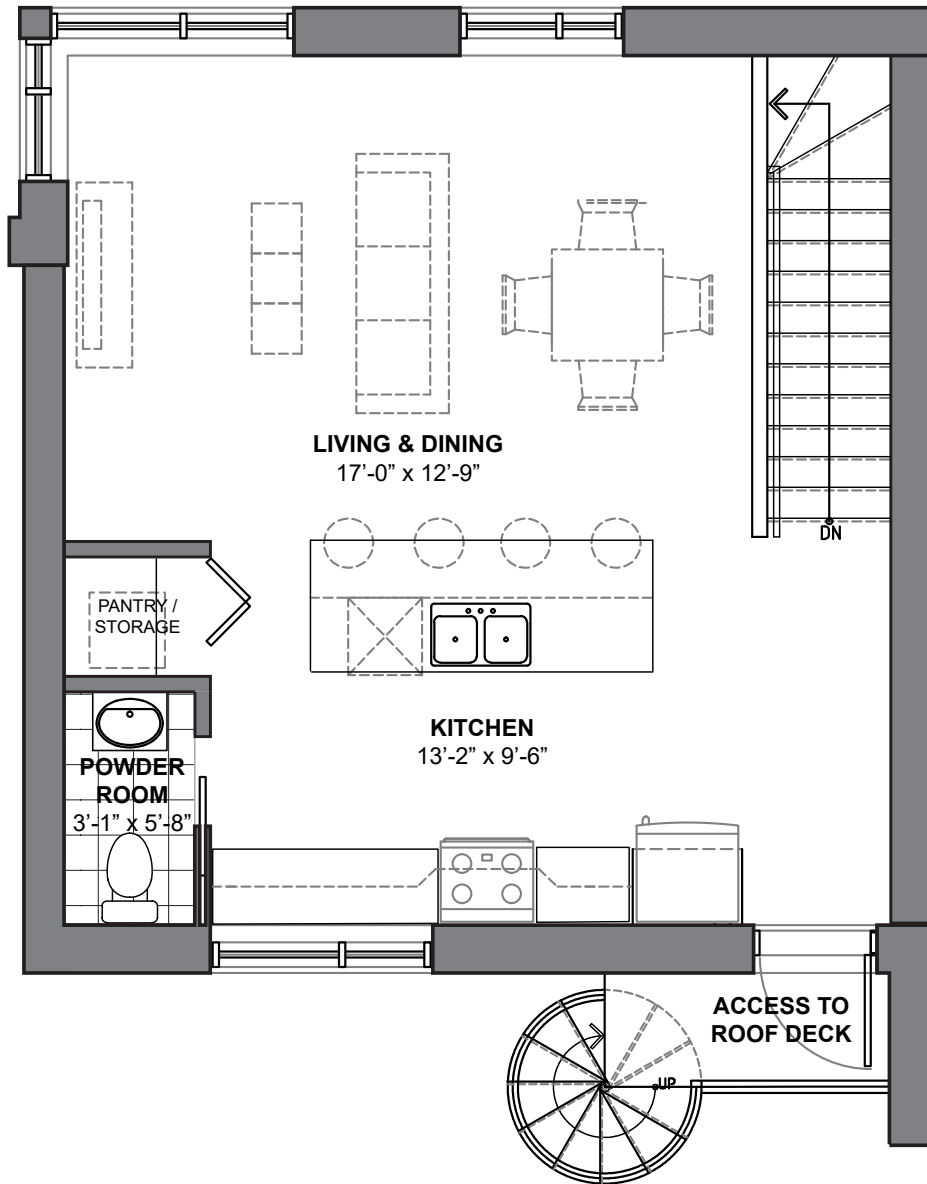 LIVING & DINING
17’-0” x 12’-9”
DN
PANTRY /
STORAGE
KITCHEN
13’-2” x 9’-6”
POWDER
ROOM
3’-1” x 5’-8”
ACCESS TO
ROOF DECK
UP